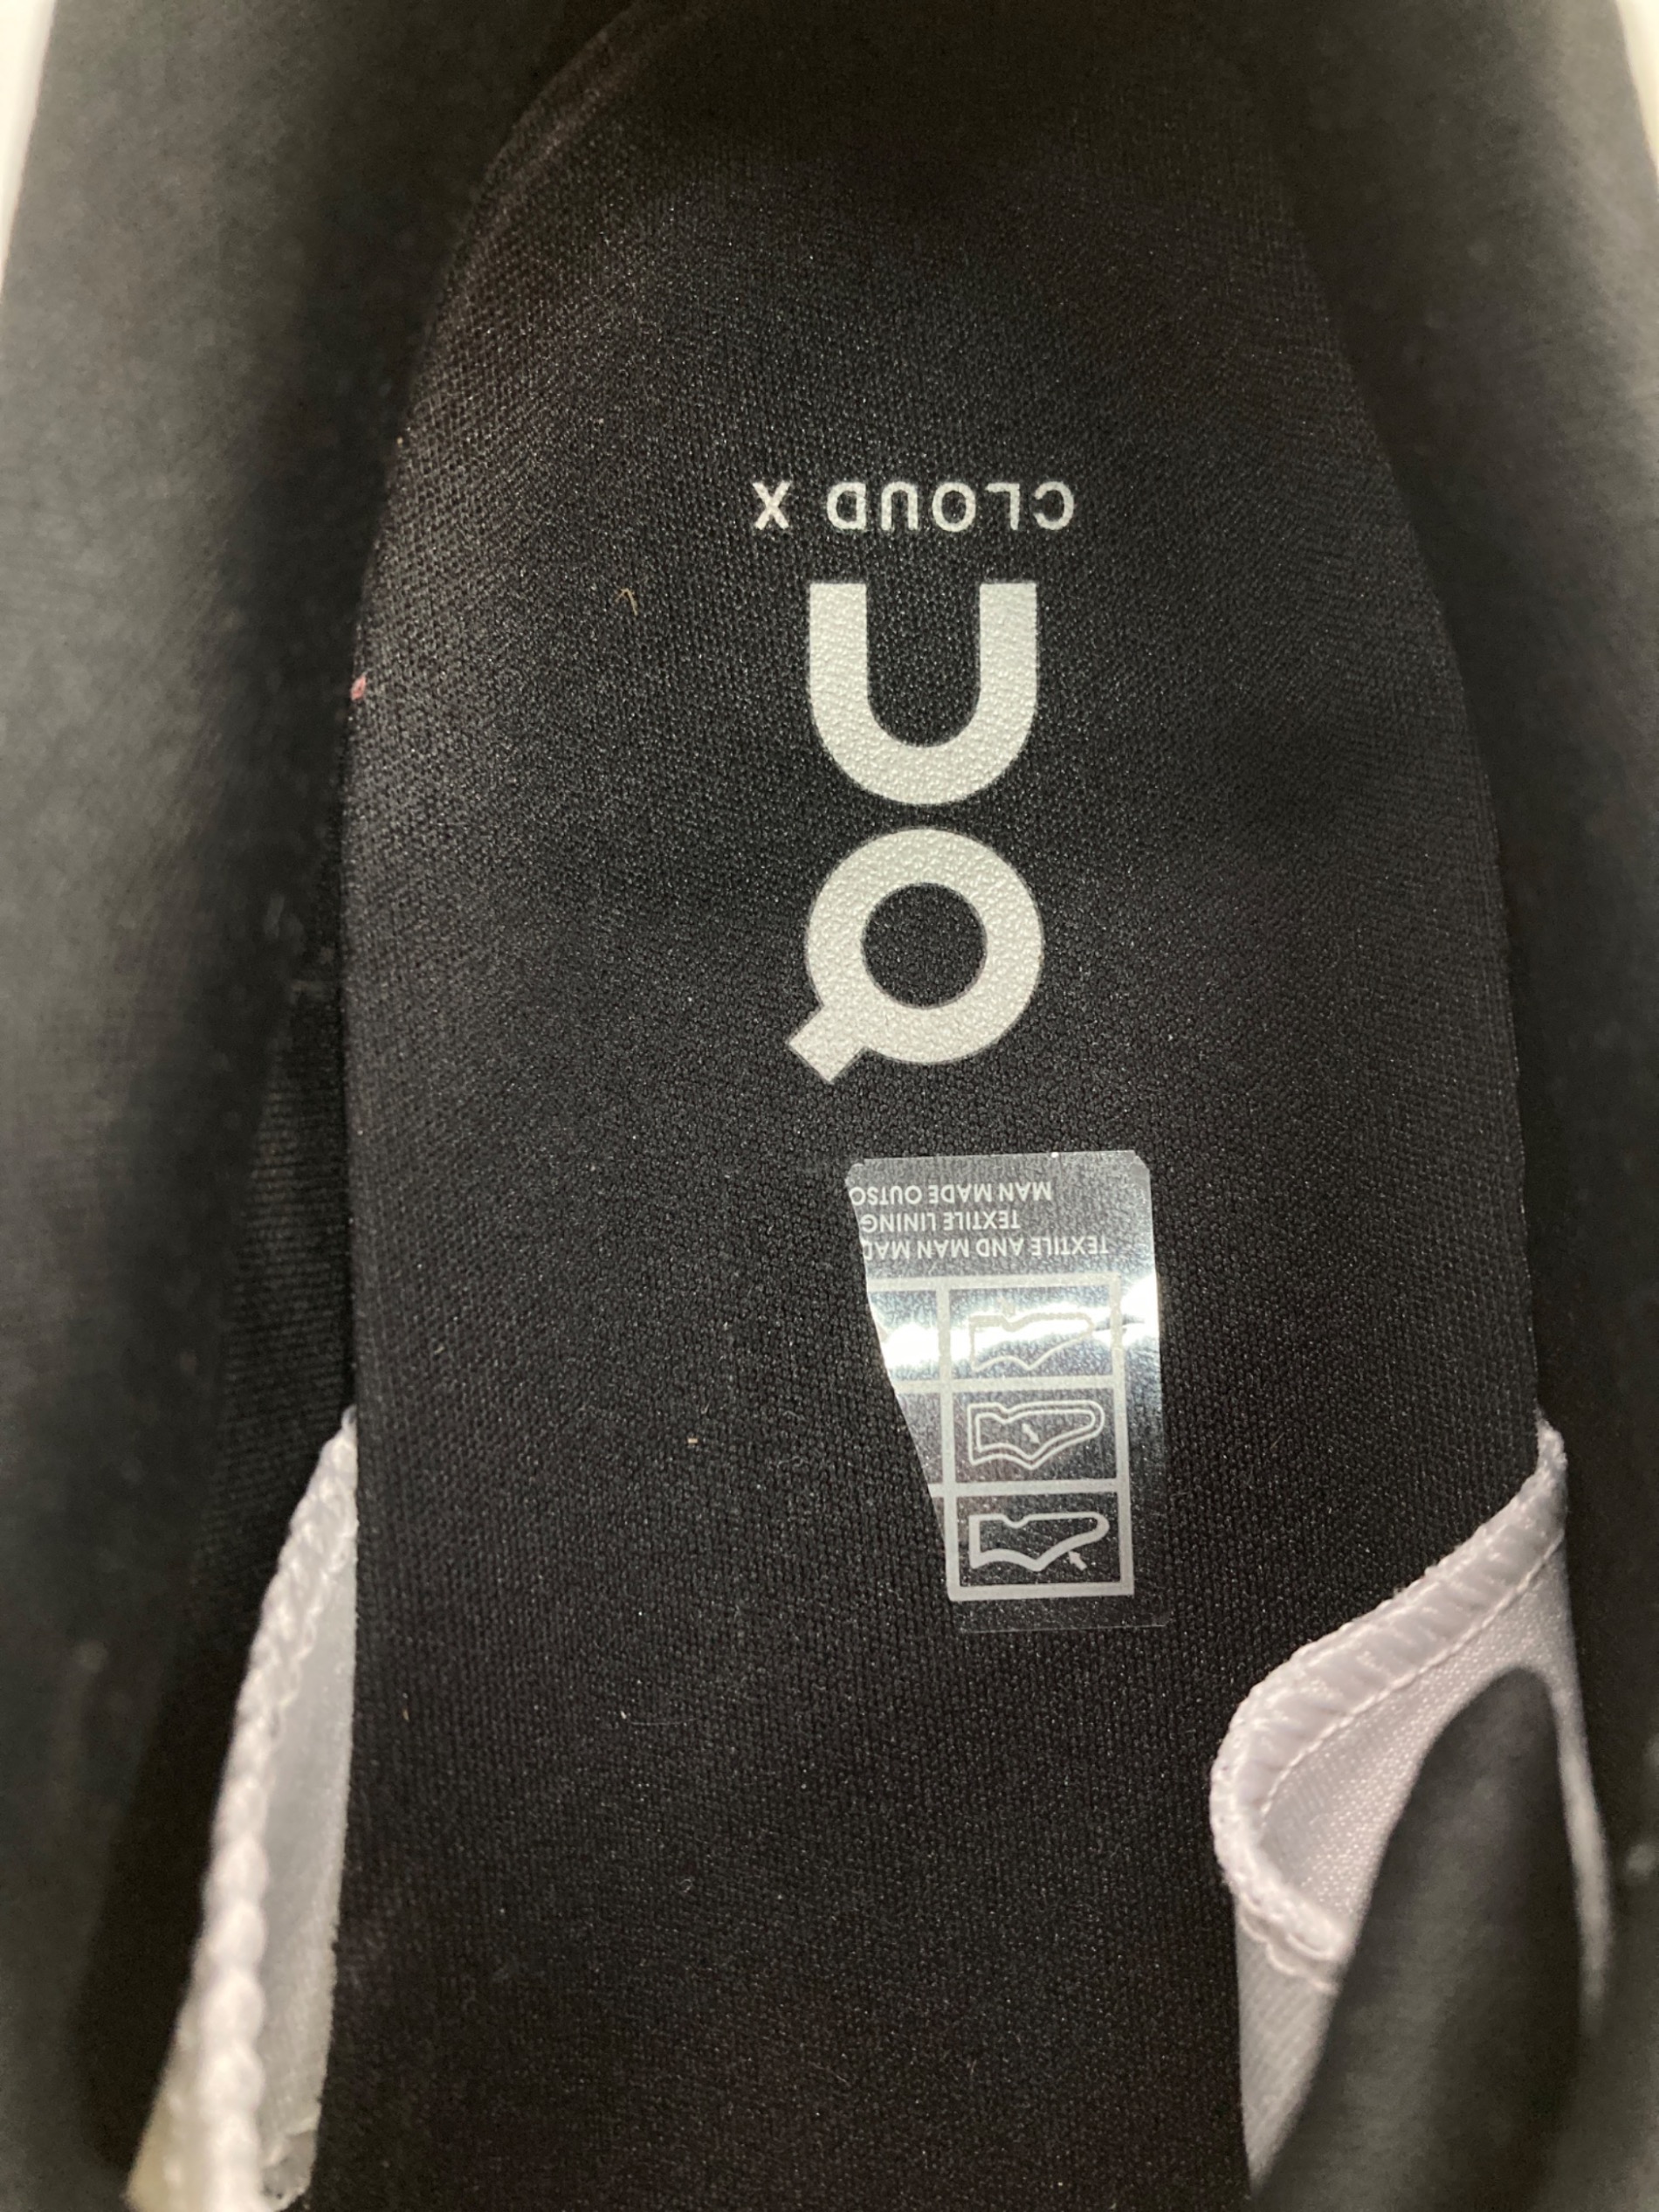 TEXTILE AND MAN MAD
TEXTILE LINING
MAN MADE OUTSO
On
CLOUD X